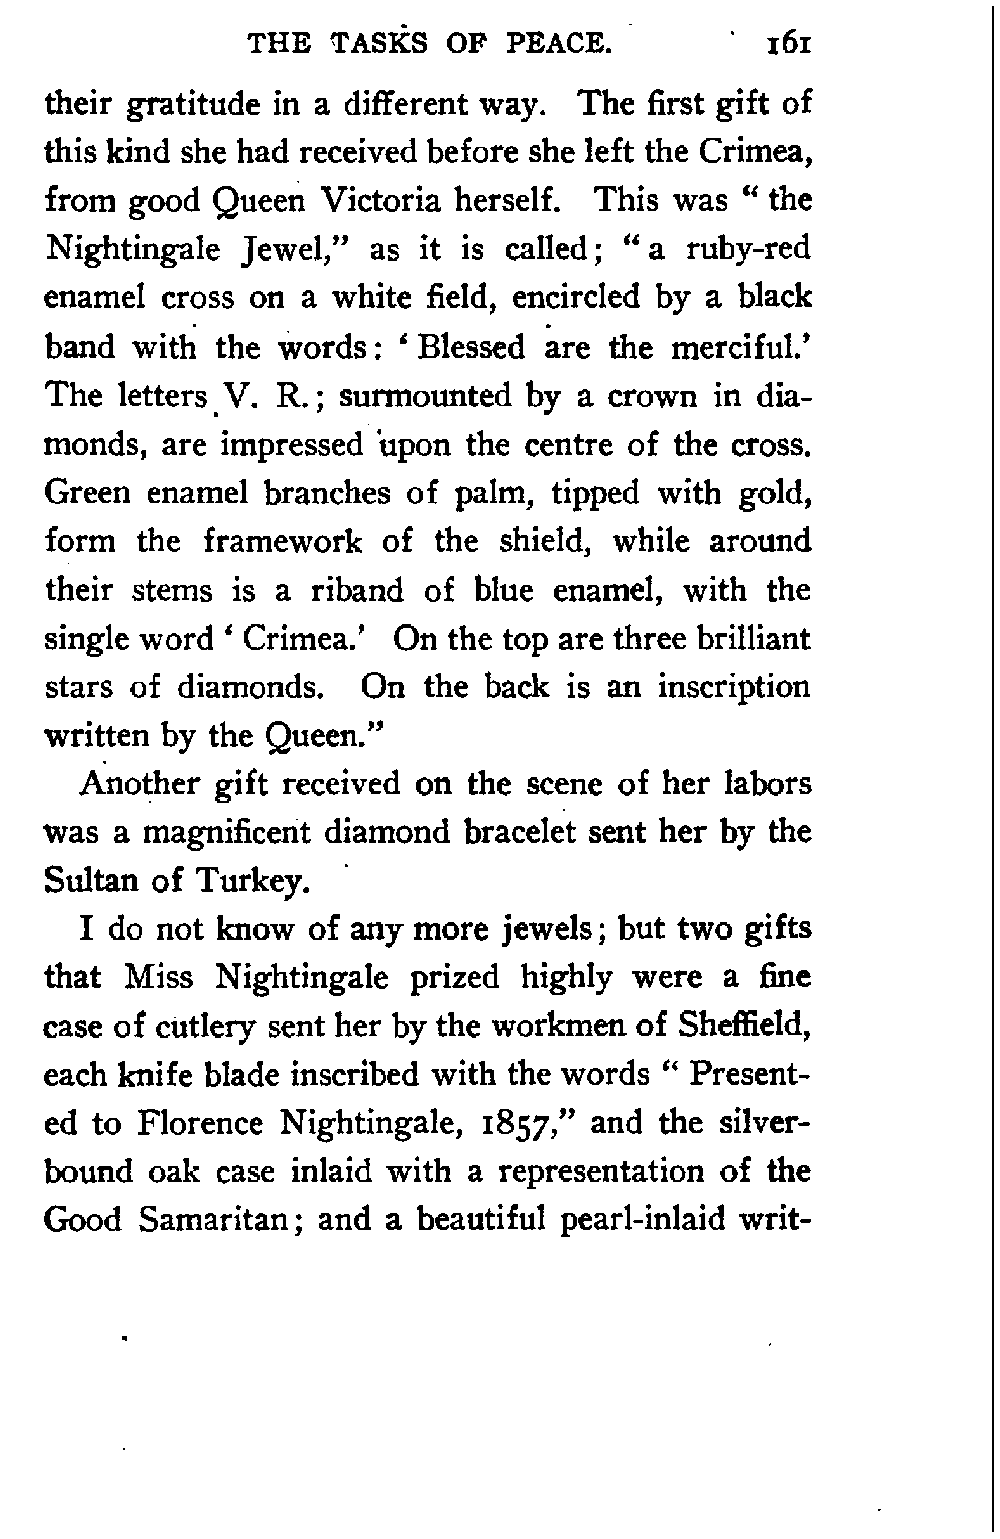 THE TASKS OF PEACE. 161
their gratitude in a different way. The first gift of
this kind she had received before she left the Crimea,
from good Queen Victoria herself. This was “ the
Nightingale Jewel,” as it is called; “ a ruby-red
enamel cross on a white field, encircled by a black
band with the words: ‘ Blessed are the merciful.’
The letters V. R.; surmounted by a crown in dia-
monds, are impressed upon the centre of the cross.
Green enamel branches of palm, tipped with gold,
form the framework of the shield, while around
their stems is a riband of blue enamel, with the
single word ‘ Crimea.’ On the top are three brilliant
stars of diamonds. On the back is an inscription
written by the Queen.”
Another gift received on the scene of her labors
was a magnificent diamond bracelet sent her by the
Sultan of Turkey.
I do not know of any more jewels; but two gifts
that Miss Nightingale prized highly were a fine
case of cutlery sent her by the workmen of Sheffield,
each knife blade inscribed with the words “ Present-
ed to Florence Nightingale, 1857,” and the silver-
bound oak case inlaid with a representation of the
Good Samaritan; and a beautiful pearl-inlaid writ-